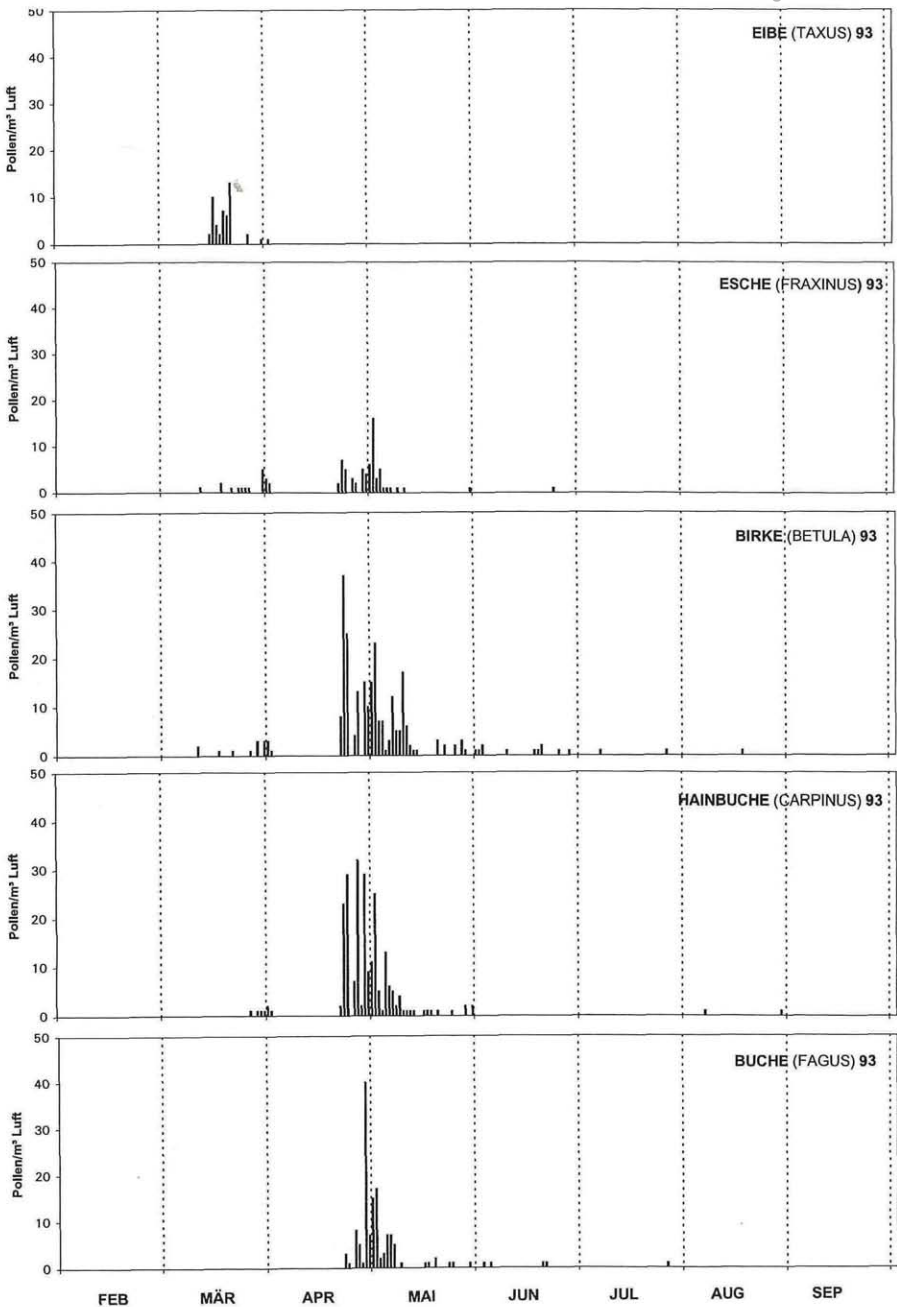 EIBE (TAXUS) 93
Pollen/m³ Luft
50
40
30
20
10
0
ESCHE (FRAXINUS) 93
Pollen/m³ Luft
50
40
30
20
10
0
BIRKE (BETULA) 93
Pollen/m³ Luft
50
40
30
20
10
0
HAINBUCHE (CARPINUS) 93
Pollen/m³ Luft
50
40
30
20
10
0
BUCHE (FAGUS) 93
Pollen/m³ Luft
50
40
30
20
10
0
FEB MÄR APR MAI JUN JUL AUG SEP